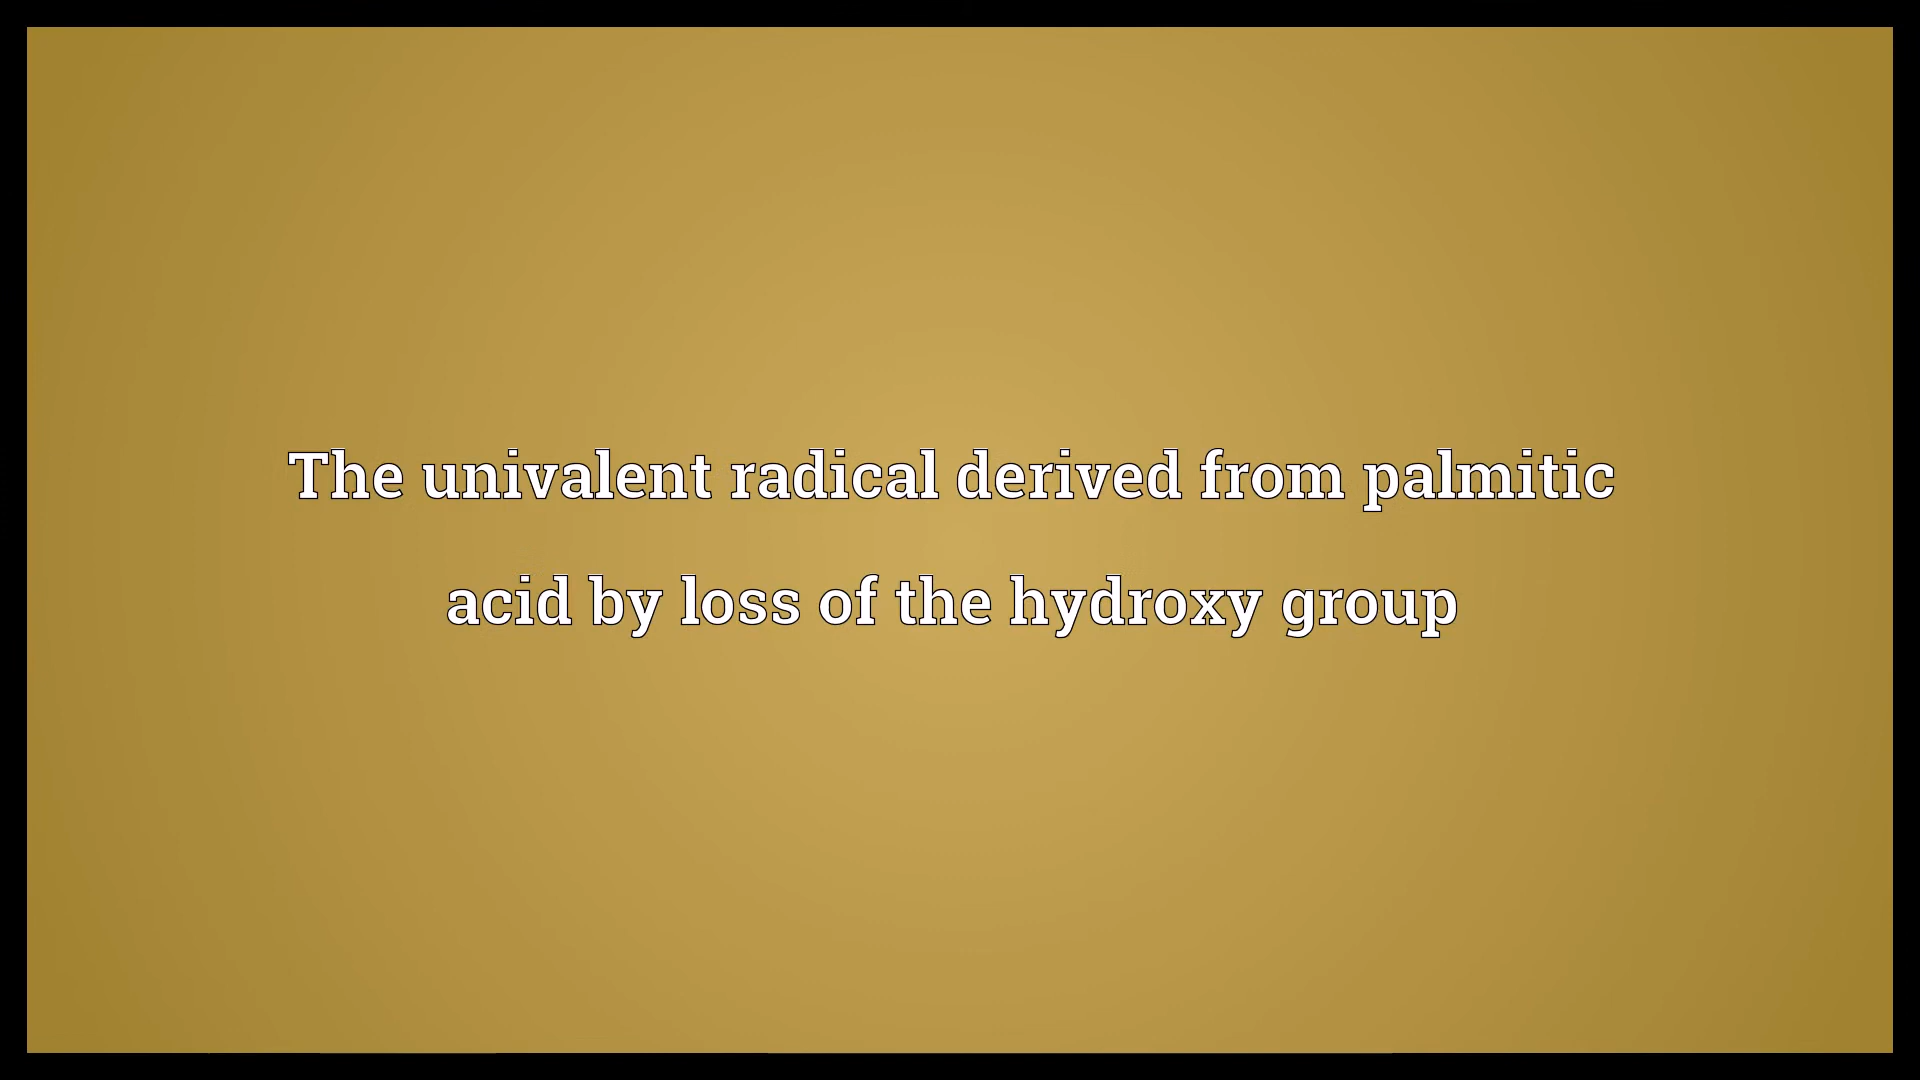 The univalent radical derived from palmitic
acid by loss of the hydroxy group